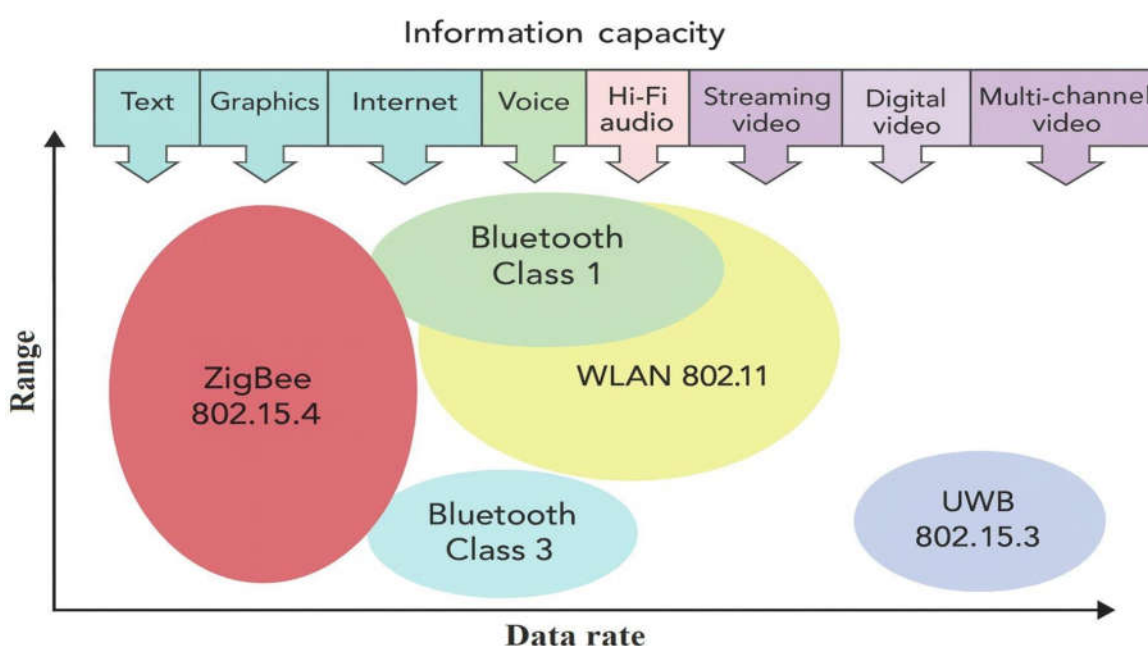 Information capacity
Text
Graphics
Internet
Voice
Hi-Fi
audio
Streaming
video
Digital
video
Multi-channel
video
Range
Bluetooth
Class 1
ZigBee
802.15.4
WLAN 802.11
Bluetooth
Class 3
UWB
802.15.3
Data rate